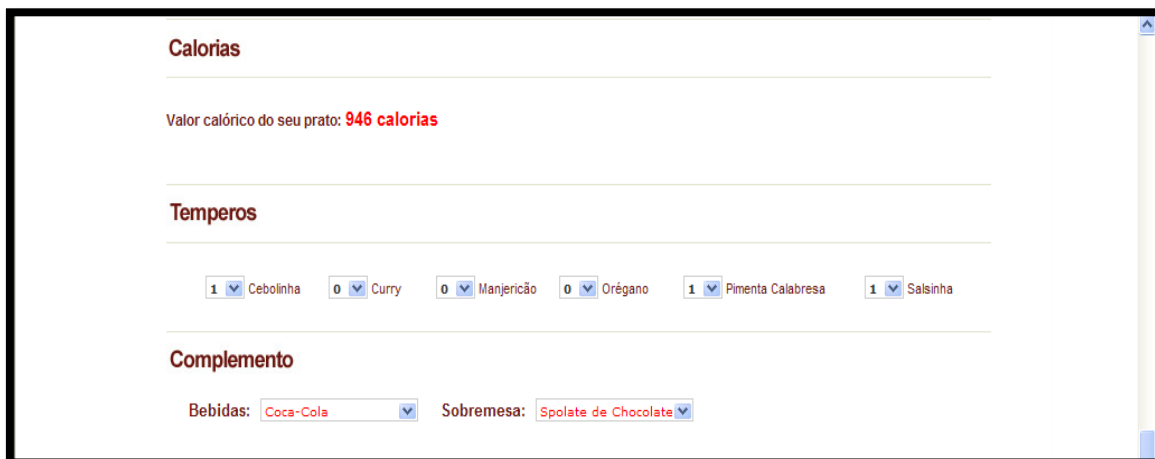 Calorias
Valor calórico do seu prato: 946 calorias
Temperos
1 Cebolinha 0 Curry 0 Manjericão 0 Orégano 1 Pimenta Calabresa 1 Salsinha
Complemento
Bebidas: Coca-Cola Sobremesa: Spolate de Chocolate